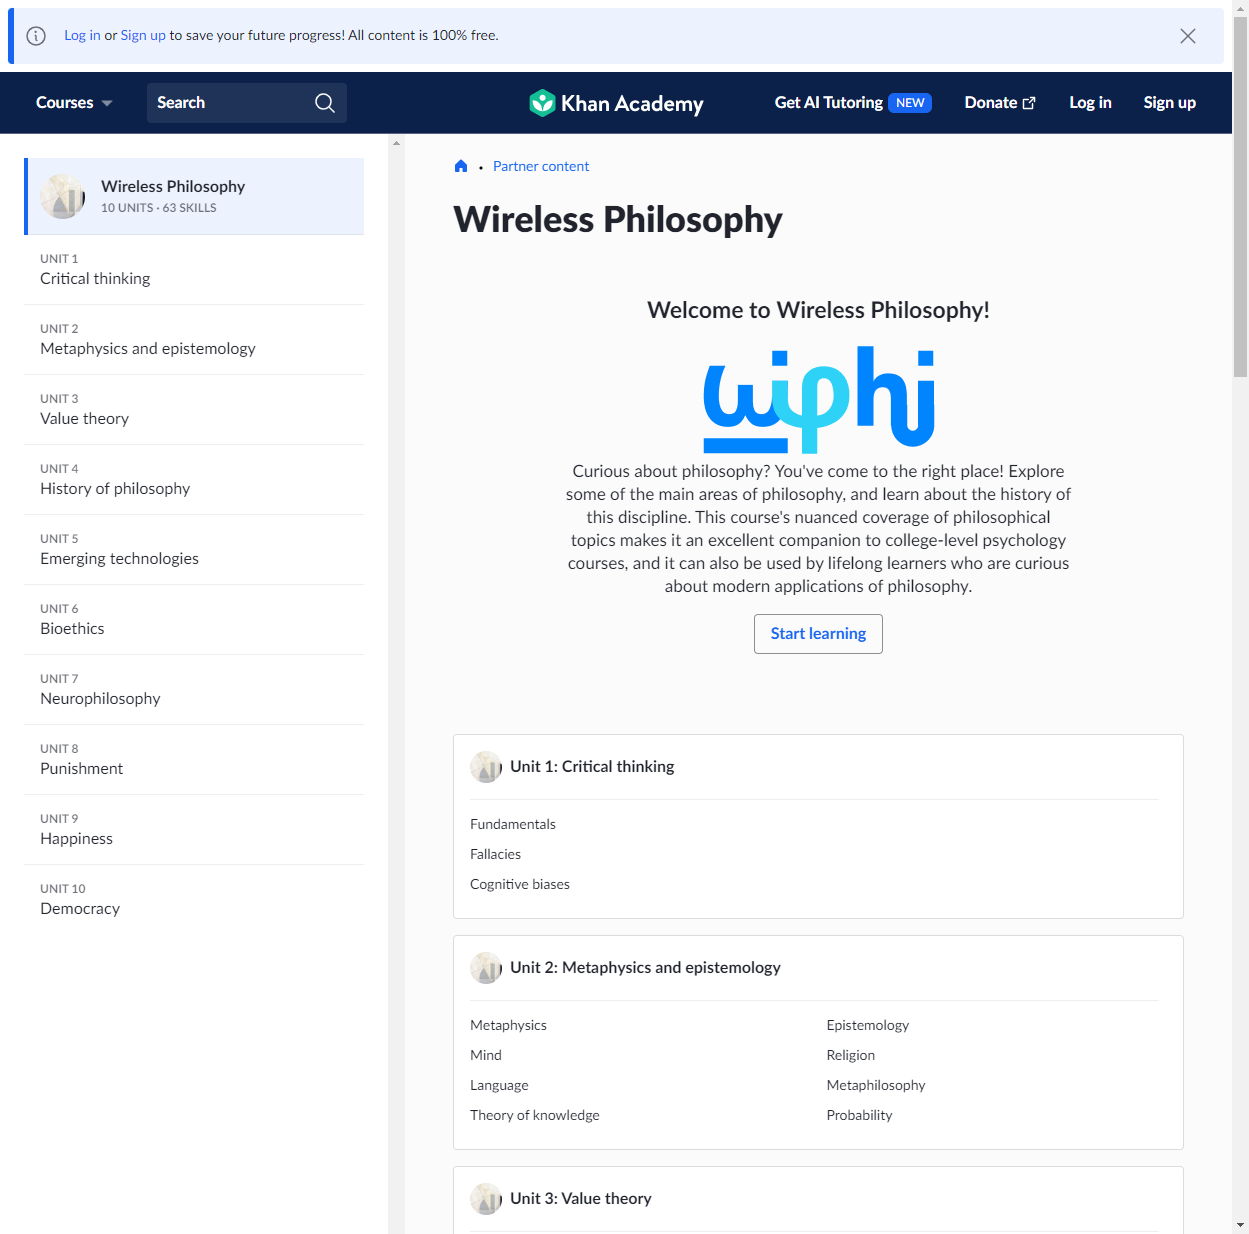 Log in or Sign up to save your future progress! All content is 100% free.
Courses
Search
Khan Academy
Get AI Tutoring NEW
Donate
Log in
Sign up
Wireless Philosophy
10 UNITS · 63 SKILLS
UNIT 1
Critical thinking
UNIT 2
Metaphysics and epistemology
UNIT 3
Value theory
UNIT 4
History of philosophy
UNIT 5
Emerging technologies
UNIT 6
Bioethics
UNIT 7
Neurophilosophy
UNIT 8
Punishment
UNIT 9
Happiness
UNIT 10
Democracy
• Partner content
Wireless Philosophy
Welcome to Wireless Philosophy!
wiphi
Curious about philosophy? You've come to the right place! Explore
some of the main areas of philosophy, and learn about the history of
this discipline. This course's nuanced coverage of philosophical
topics makes it an excellent companion to college-level psychology
courses, and it can also be used by lifelong learners who are curious
about modern applications of philosophy.
Start learning
Unit 1: Critical thinking
Fundamentals
Fallacies
Cognitive biases
Unit 2: Metaphysics and epistemology
Metaphysics
Mind
Language
Theory of knowledge
Epistemology
Religion
Metaphilosophy
Probability
Unit 3: Value theory